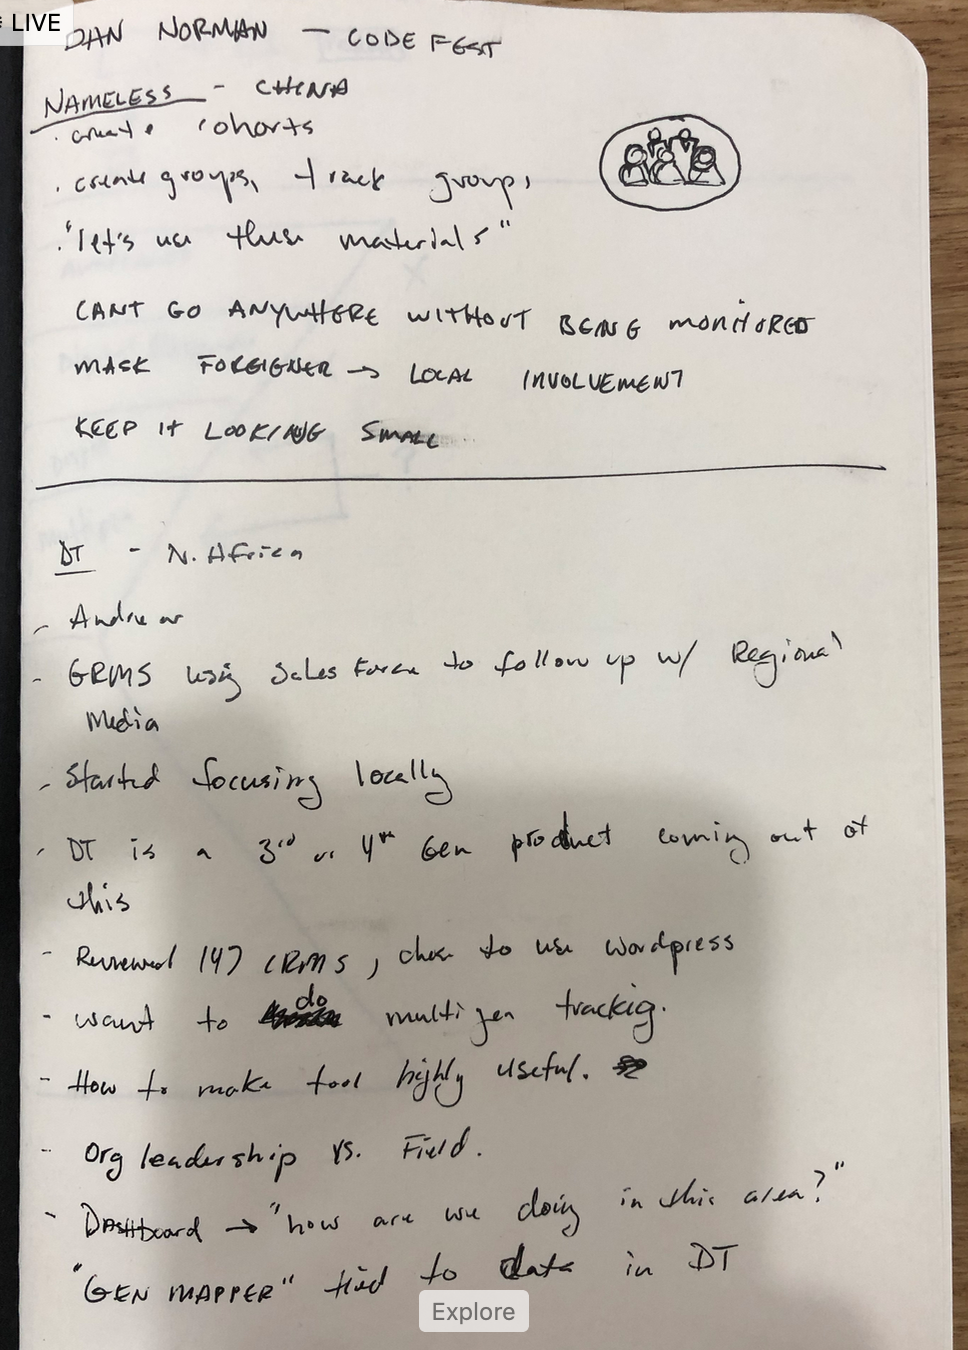 LIVE
DAN NORMAN — CODE FEST
NAMELESS - CHINA
. create cohorts
. create groups, track groups
. "let's use these materials"
CANT GO ANYWHERE WITHOUT BEING MONITORED
MASK FOREIGNER → LOCAL INVOLVEMENT
KEEP IT LOOKING SMALL
DT - N. Africa
- Andrew
- GRMS using Sales Force to follow up w/ Regional
Media
- Started focusing locally
- DT is a 3rd or 4th Gen product coming out of
this
- Reviewed 147 CRMS, chose to use wordpress
- want to do multi gen trackig.
- How to make tool highly useful.
- Org leadership vs. Field.
- Dashboard → "how are we doing in this area?"
"GEN MAPPER" tied to data in DT
Explore